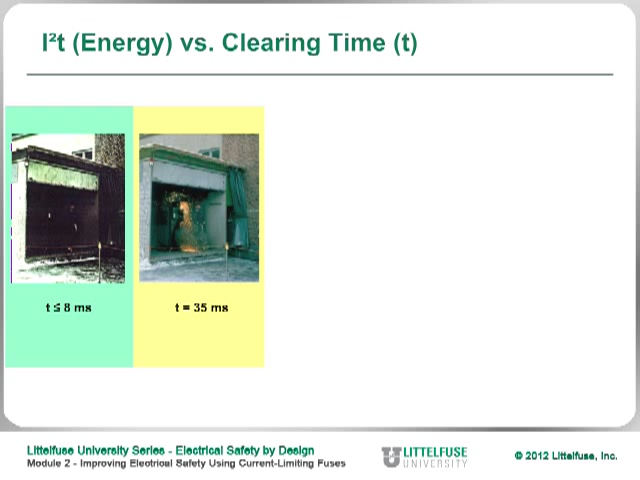 I²t (Energy) vs. Clearing Time (t)
t ≤ 8 ms
t = 35 ms
Littelfuse University Series - Electrical Safety by Design
Module 2 - Improving Electrical Safety Using Current-Limiting Fuses
LITTELFUSE
UNIVERSITY
© 2012 Littelfuse, Inc.